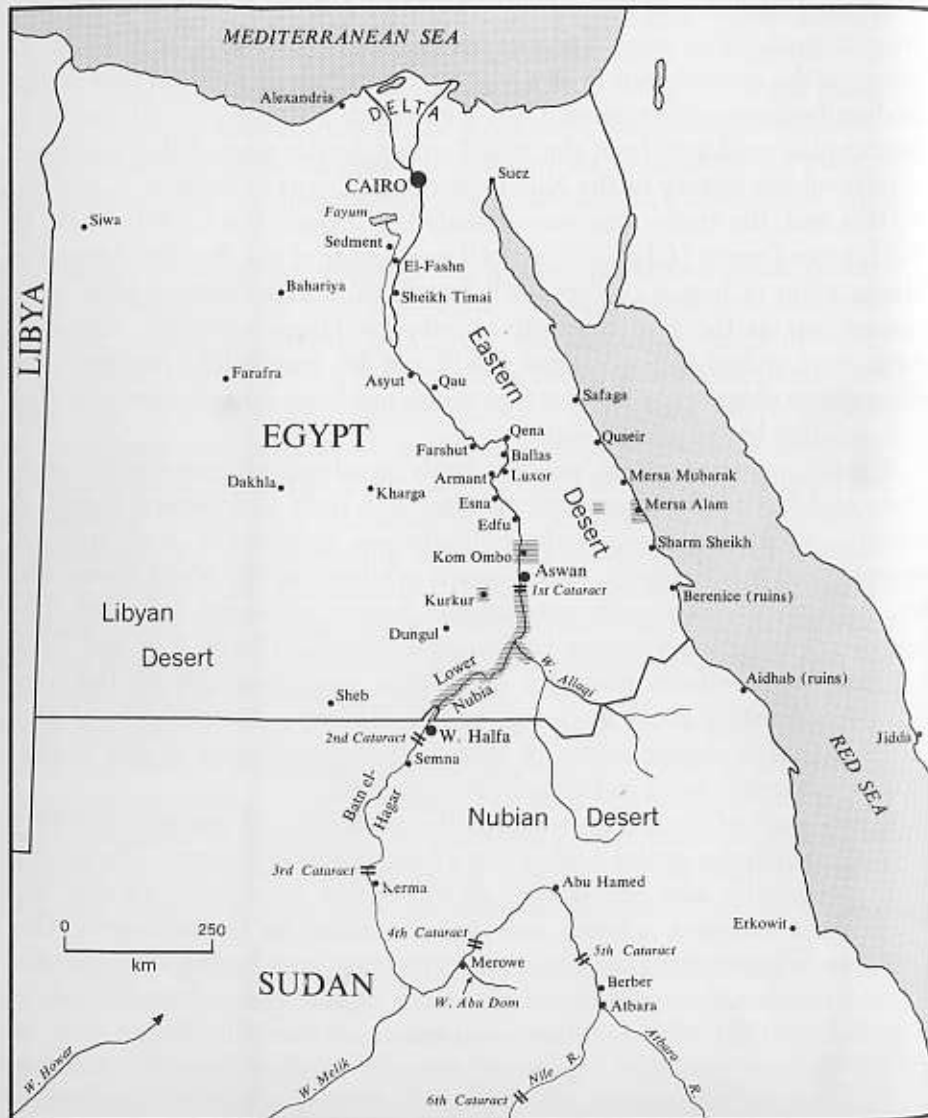 MEDITERRANEAN SEA
Alexandria
DELTA
CAIRO
Suez
Fayum
Siwa
Sedment
El-Fashn
Bahariya
Sheikh Timai
LIBYA
Eastern
Desert
Farafra
Asyut
Qau
Safaga
EGYPT
Qena
Quseir
Farshut
Ballas
Armant
Luxor
Mersa Mubarak
Dakhla
Kharga
Esna
Mersa Alam
Edfu
Sharm Sheikh
Kom Ombo
Aswan
1st Cataract
Berenice (ruins)
Kurkur
Libyan
Desert
Dungul
Lower
Nubia
W. Allaqi
Aidhab (ruins)
Sheb
2nd Cataract
W. Halfa
RED SEA
Jidda
Semna
Batn el-
Hagar
Nubian Desert
3rd Cataract
Kerma
Abu Hamed
0 250
km
4th Cataract
Erkowit
5th Cataract
Merowe
SUDAN
W. Abu Dom
Berber
Atbara
W. Howar
W. Melik
Nile R.
Atbara R.
6th Cataract